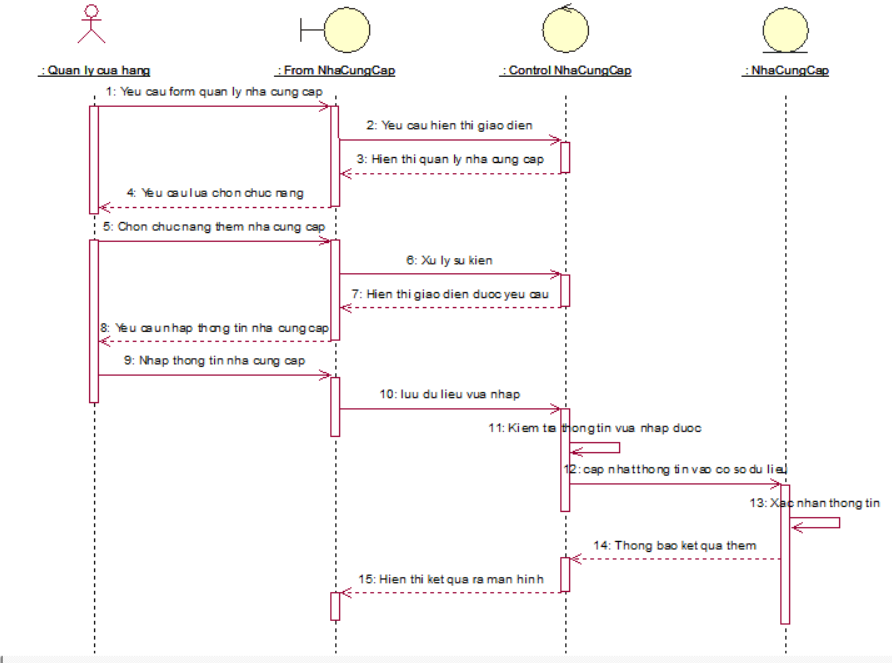 : Quan ly cua hang
: From NhaCungCap
: Control NhaCungCap
: NhaCungCap
1: Yeu cau form quan ly nha cung cap
2: Yeu cau hien thi giao dien
3: Hien thi quan ly nha cung cap
4: Yeu cau lua chon chuc nang
5: Chon chuc nang them nha cung cap
6: Xu ly su kien
7: Hien thi giao dien duoc yeu cau
8: Yeu cau nhap thong tin nha cung cap
9: Nhap thong tin nha cung cap
10: luu du lieu vua nhap
11: Kiem tra thong tin vua nhap duoc
12: cap nhat thong tin vao co so du lieu
13: Xac nhan thong tin
14: Thong bao ket qua them
15: Hien thi ket qua ra man hinh